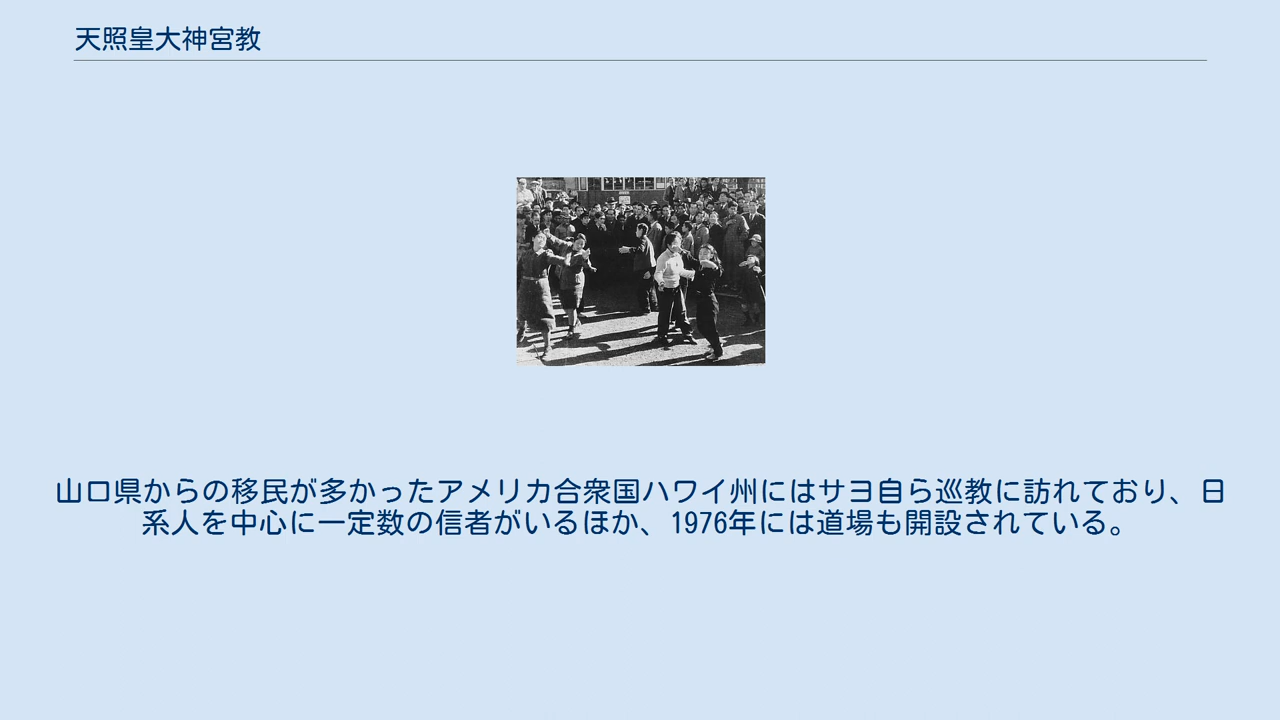 天照皇大神宮教
山口県からの移民が多かったアメリカ合衆国ハワイ州にはサヨ自ら巡教に訪れており、日
系人を中心に一定数の信者がいるほか、1976年には道場も開設されている。